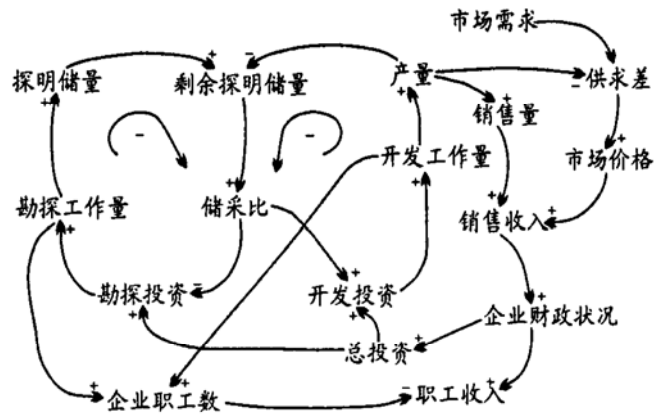 市场需求
探明储量 剩余探明储量 产量 供求差
销售量
开发工作量 市场价格
勘探工作量 储采比 销售收入
勘探投资 开发投资 企业财政状况
总投资
企业职工数 职工收入